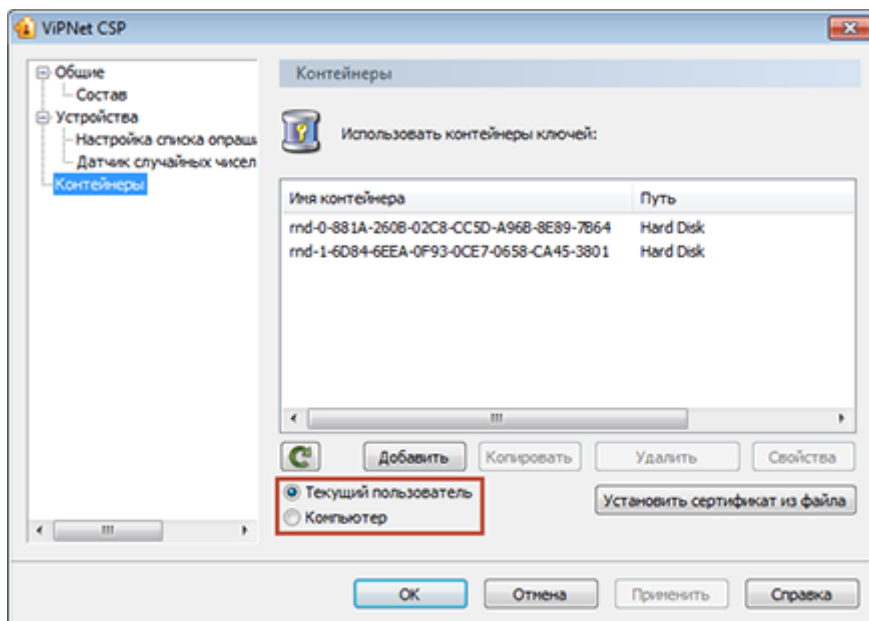 ViPNet CSP
Общие
Состав
Устройства
Настройка списка опраши
Датчик случайных чисел
Контейнеры
Контейнеры
Использовать контейнеры ключей:
Имя контейнера Путь
rnd-0-881A-260B-02C8-CC5D-A96B-8E89-7B64 Hard Disk
rnd-1-6D84-6EEA-0F93-0CE7-0658-CA45-3801 Hard Disk
Добавить Копировать Удалить Свойства
Текущий пользователь
Компьютер
Установить сертификат из файла
OK Отмена Применить Справка